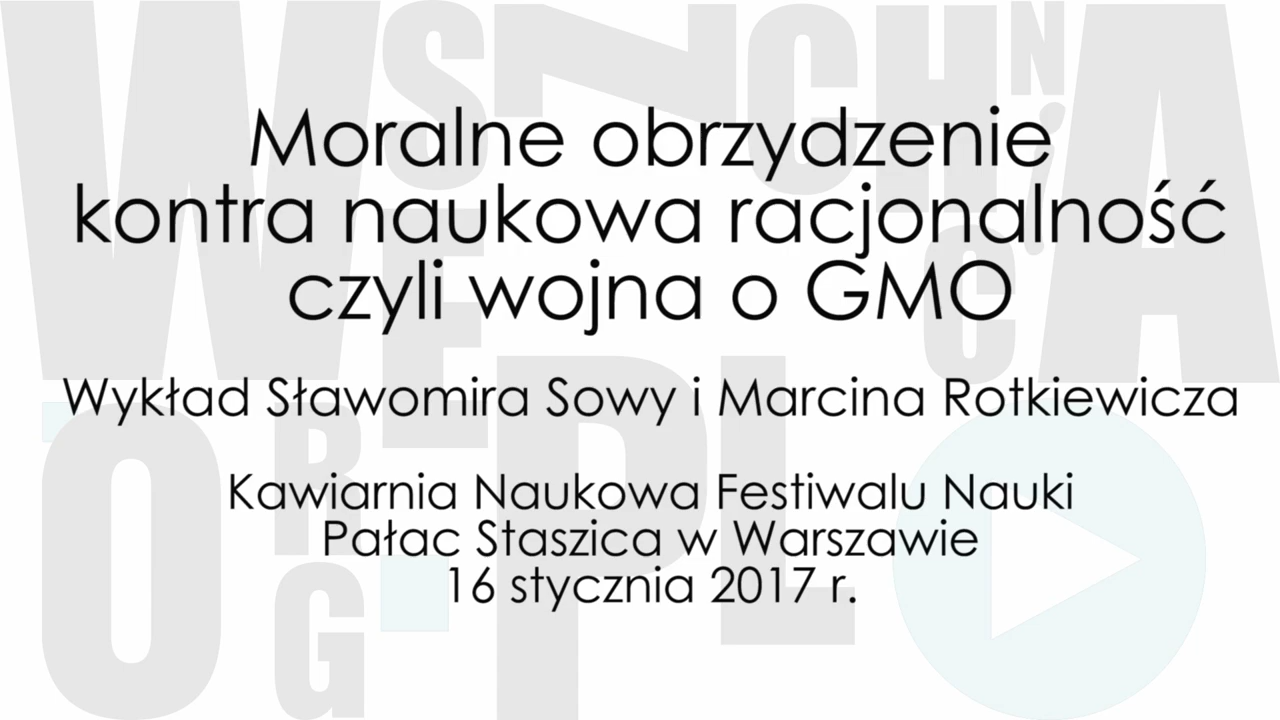 Moralne obrzydzenie
kontra naukowa racjonalność
czyli wojna o GMO
Wykład Sławomira Sowy i Marcina Rotkiewicza
Kawiarnia Naukowa Festiwalu Nauki
Pałac Staszica w Warszawie
16 stycznia 2017 r.